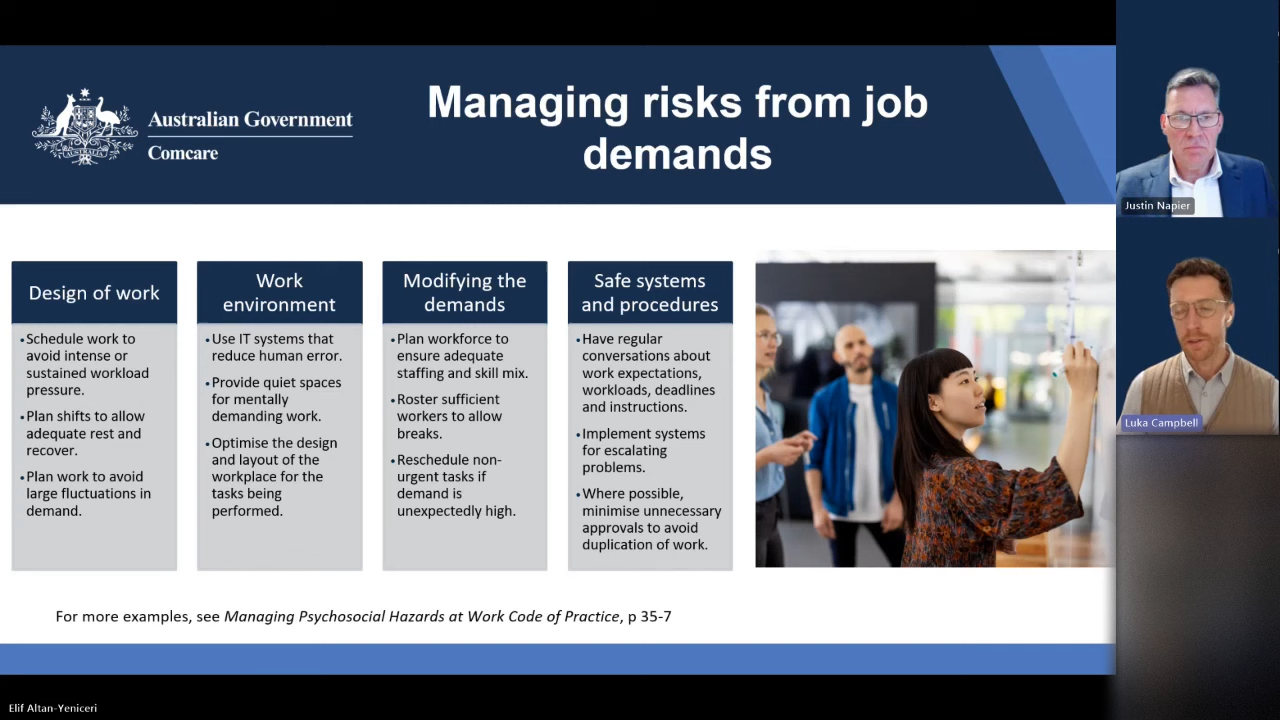 Australian Government
Comcare
Managing risks from job
demands
Design of work
•Schedule work to
avoid intense or
sustained workload
pressure.
•Plan shifts to allow
adequate rest and
recover.
•Plan work to avoid
large fluctuations in
demand.
Work
environment
•Use IT systems that
reduce human error.
•Provide quiet spaces
for mentally
demanding work.
•Optimise the design
and layout of the
workplace for the
tasks being
performed.
Modifying the
demands
•Plan workforce to
ensure adequate
staffing and skill mix.
•Roster sufficient
workers to allow
breaks.
•Reschedule non-
urgent tasks if
demand is
unexpectedly high.
Safe systems
and procedures
•Have regular
conversations about
work expectations,
workloads, deadlines
and instructions.
•Implement systems
for escalating
problems.
•Where possible,
minimise unnecessary
approvals to avoid
duplication of work.
For more examples, see Managing Psychosocial Hazards at Work Code of Practice, p 35-7
Justin Napier
Luka Campbell
Elif Altan-Yeniceri